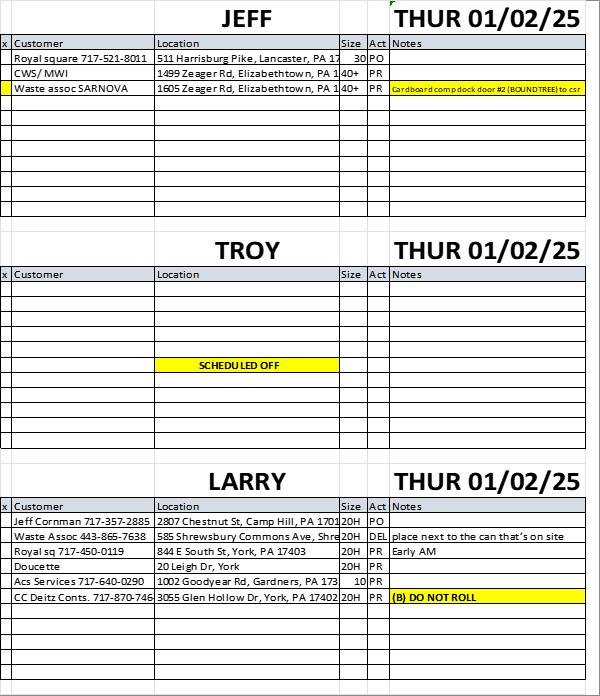 JEFF THUR 01/02/25
x Customer Location Size Act Notes
Royal square 717-521-8011 511 Harrisburg Pike, Lancaster, PA 17 30 PO
CWS/ MWI 1499 Zeager Rd, Elizabethtown, PA 1 40+ PR
Waste assoc SARNOVA 1605 Zeager Rd, Elizabethtown, PA 1 40+ PR Cardboard comp dock door #2 (BOUNDTREE) to csr
TROY THUR 01/02/25
x Customer Location Size Act Notes
SCHEDULED OFF
LARRY THUR 01/02/25
x Customer Location Size Act Notes
Jeff Cornman 717-357-2885 2807 Chestnut St, Camp Hill, PA 1701 20H PO
Waste Assoc 443-865-7638 585 Shrewsbury Commons Ave, Shre 20H DEL place next to the can that's on site
Royal sq 717-450-0119 844 E South St, York, PA 17403 20H PR Early AM
Doucette 20 Leigh Dr, York 20H PR
Acs Services 717-640-0290 1002 Goodyear Rd, Gardners, PA 173 10 PR
CC Deitz Conts. 717-870-746 3055 Glen Hollow Dr, York, PA 17402 20H PR (B) DO NOT ROLL